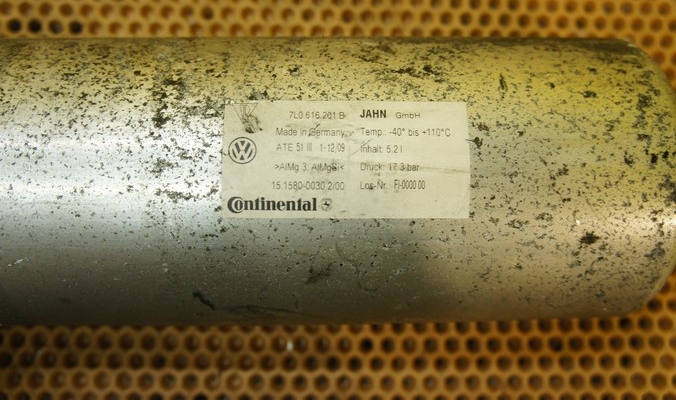 7L0.616.201.B JAHN GmbH
Made in Germany Temp.: -40° bis +110°C
ATE 51 III 1-12/09 Inhalt: 5.2 l
>AlMg 3; AlMgSi< Druck: 17.3 bar
15.1580-0030.2/00 Los-Nr.: FJ-0000 00
Continental